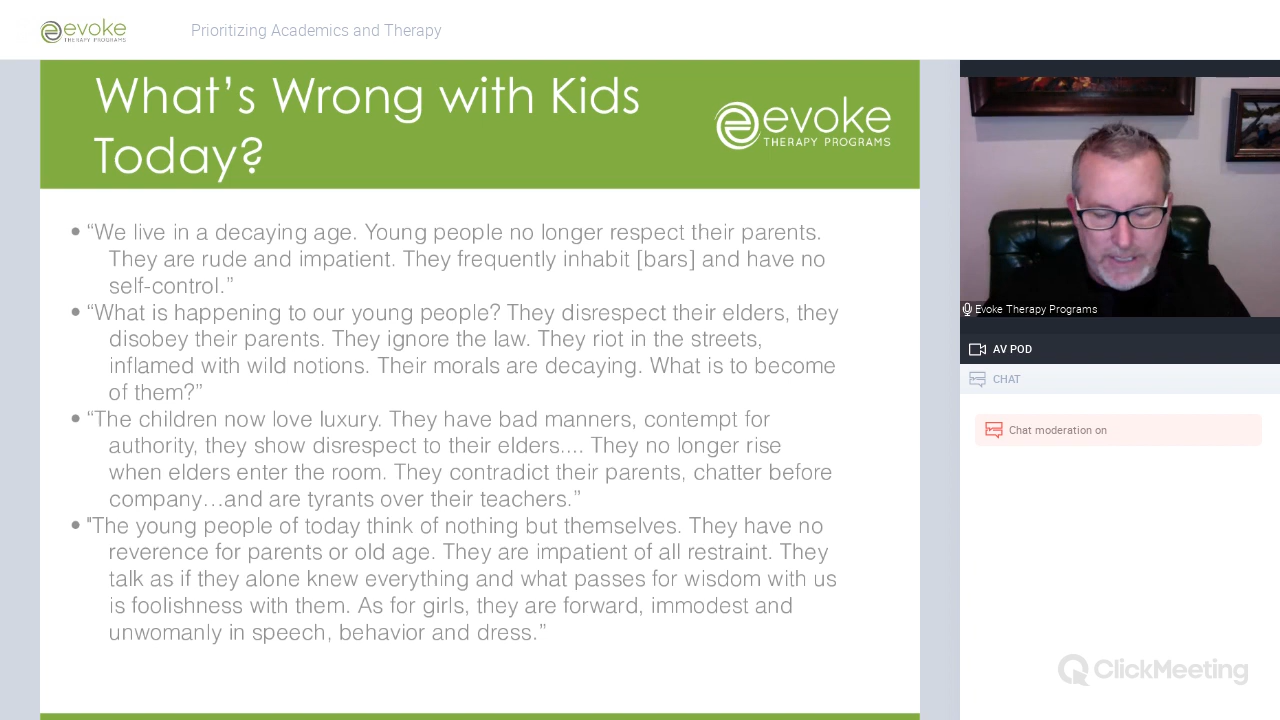 evoke
THERAPY PROGRAMS
Prioritizing Academics and Therapy
What's Wrong with Kids
Today?
evoke
THERAPY PROGRAMS
• “We live in a decaying age. Young people no longer respect their parents.
They are rude and impatient. They frequently inhabit [bars] and have no
self-control.”
• “What is happening to our young people? They disrespect their elders, they
disobey their parents. They ignore the law. They riot in the streets,
inflamed with wild notions. Their morals are decaying. What is to become
of them?”
• “The children now love luxury. They have bad manners, contempt for
authority, they show disrespect to their elders.... They no longer rise
when elders enter the room. They contradict their parents, chatter before
company…and are tyrants over their teachers.”
• "The young people of today think of nothing but themselves. They have no
reverence for parents or old age. They are impatient of all restraint. They
talk as if they alone knew everything and what passes for wisdom with us
is foolishness with them. As for girls, they are forward, immodest and
unwomanly in speech, behavior and dress.”
Evoke Therapy Programs
AV POD
CHAT
Chat moderation on
ClickMeeting